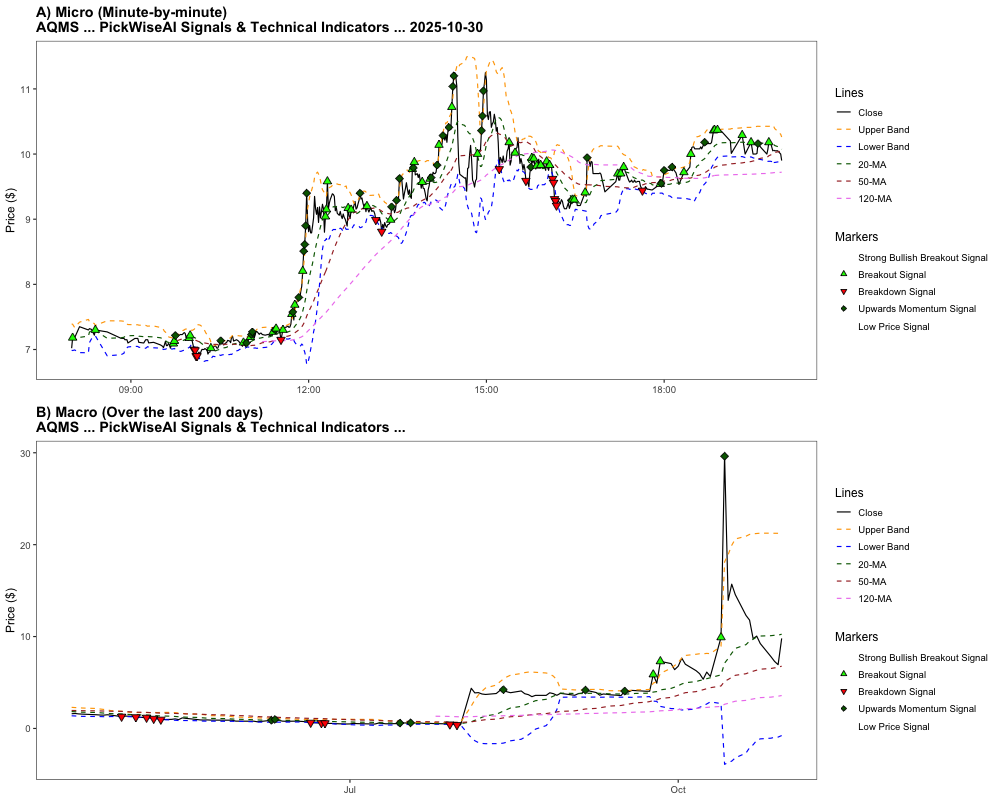 A) Micro (Minute-by-minute)
AQMS ... PickWiseAI Signals & Technical Indicators ... 2025-10-30
Price ($)
11
10
9
8
7
09:00
12:00
15:00
18:00
Lines
Close
Upper Band
Lower Band
20-MA
50-MA
120-MA
Markers
Strong Bullish Breakout Signal
Breakout Signal
Breakdown Signal
Upwards Momentum Signal
Low Price Signal
B) Macro (Over the last 200 days)
AQMS ... PickWiseAI Signals & Technical Indicators ...
Price ($)
30
20
10
0
Jul
Oct
Lines
Close
Upper Band
Lower Band
20-MA
50-MA
120-MA
Markers
Strong Bullish Breakout Signal
Breakout Signal
Breakdown Signal
Upwards Momentum Signal
Low Price Signal